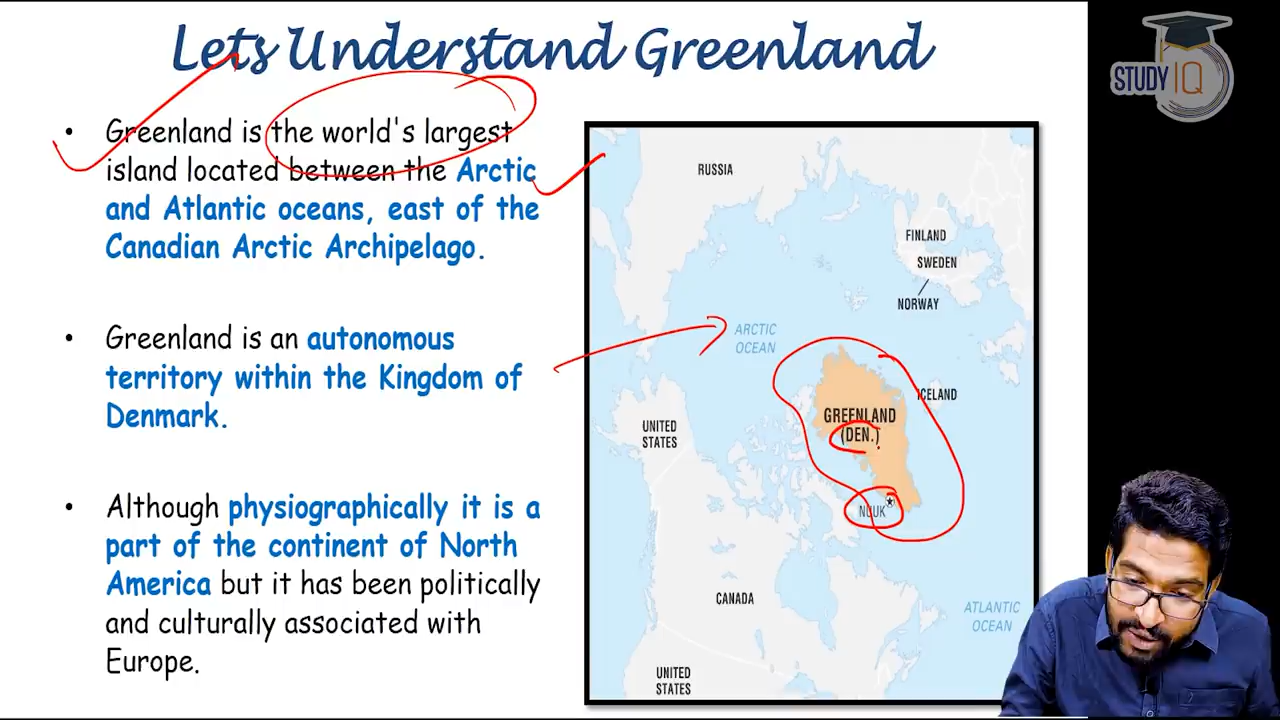 Lets Understand Greenland
STUDY IQ
• Greenland is the world's largest
island located between the Arctic
and Atlantic oceans, east of the
Canadian Arctic Archipelago.
• Greenland is an autonomous
territory within the Kingdom of
Denmark.
• Although physiographically it is a
part of the continent of North
America but it has been politically
and culturally associated with
Europe.
RUSSIA
FINLAND
SWEDEN
NORWAY
ARCTIC
OCEAN
ICELAND
GREENLAND
(DEN.)
UNITED
STATES
NUUK
CANADA
ATLANTIC
OCEAN
UNITED
STATES